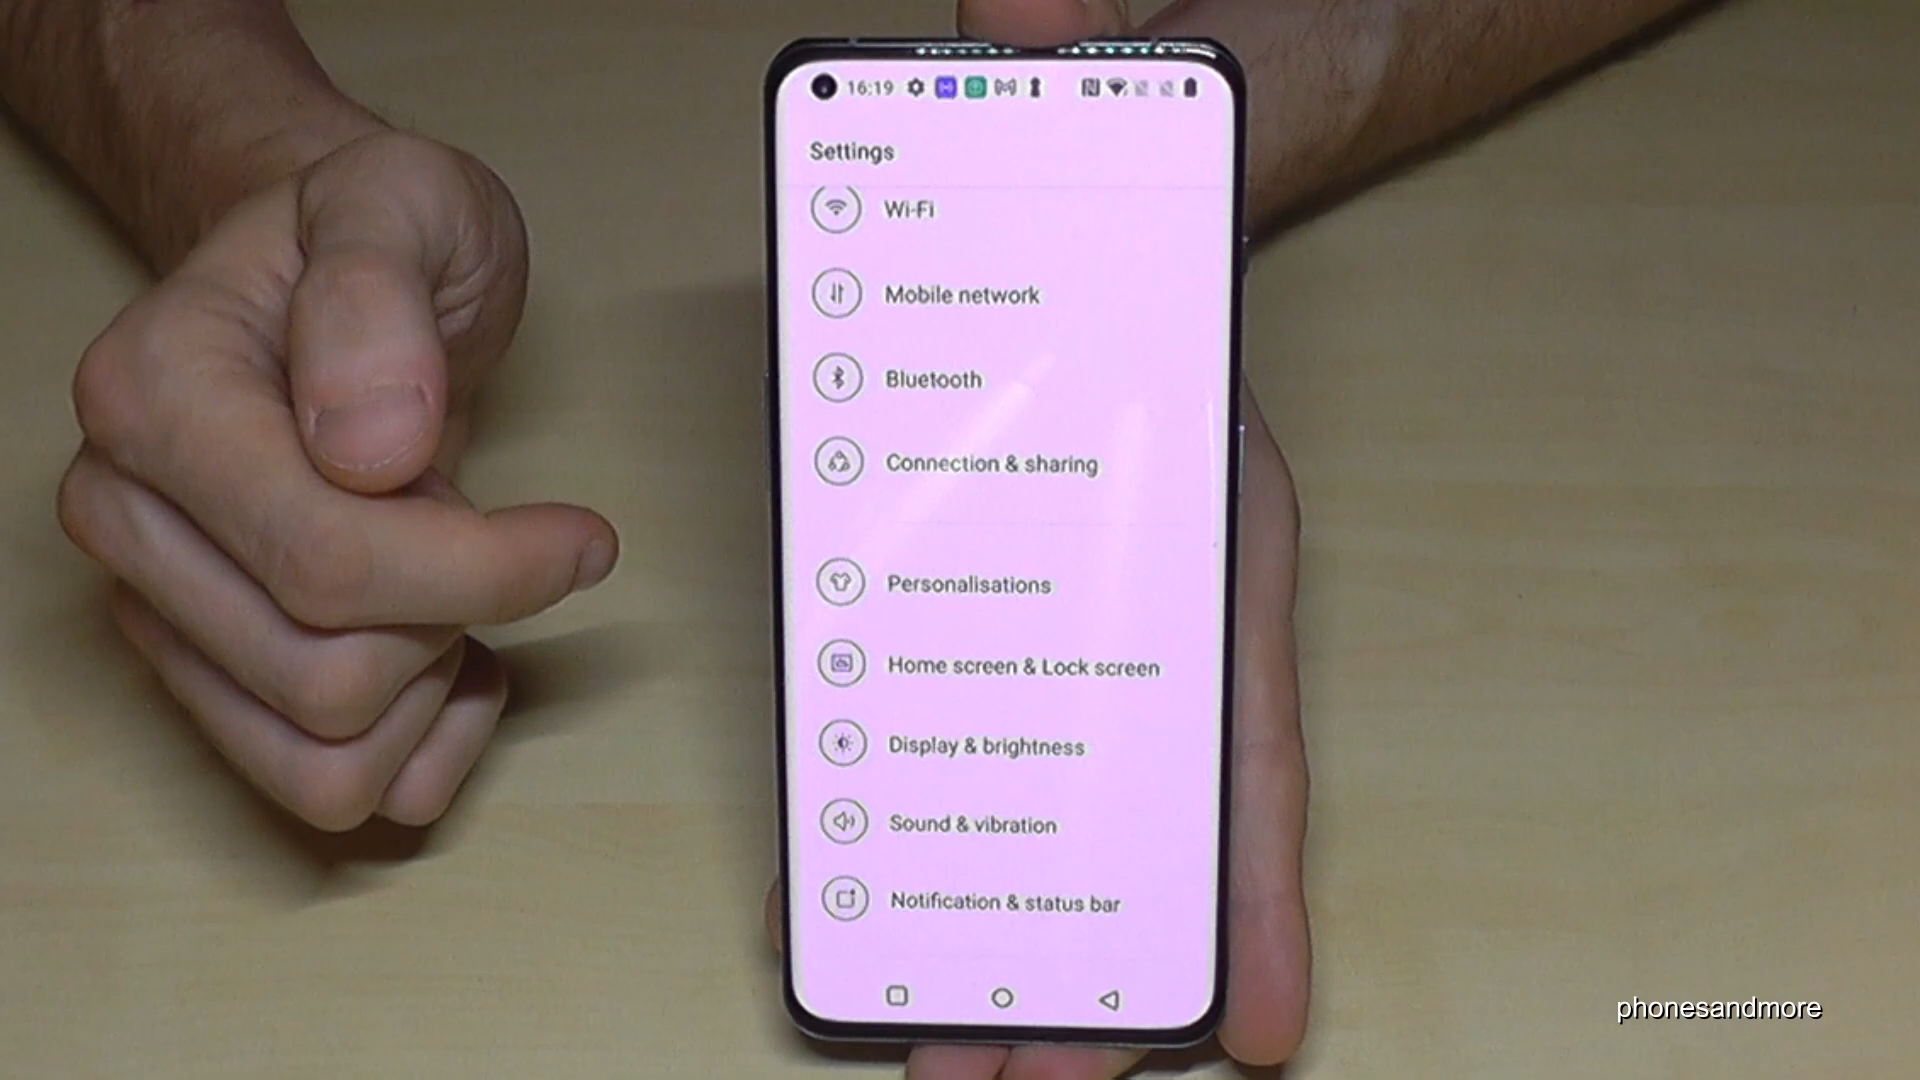 16:19
Settings
Wi-Fi
Mobile network
Bluetooth
Connection & sharing
Personalisations
Home screen & Lock screen
Display & brightness
Sound & vibration
Notification & status bar
phonesandmore